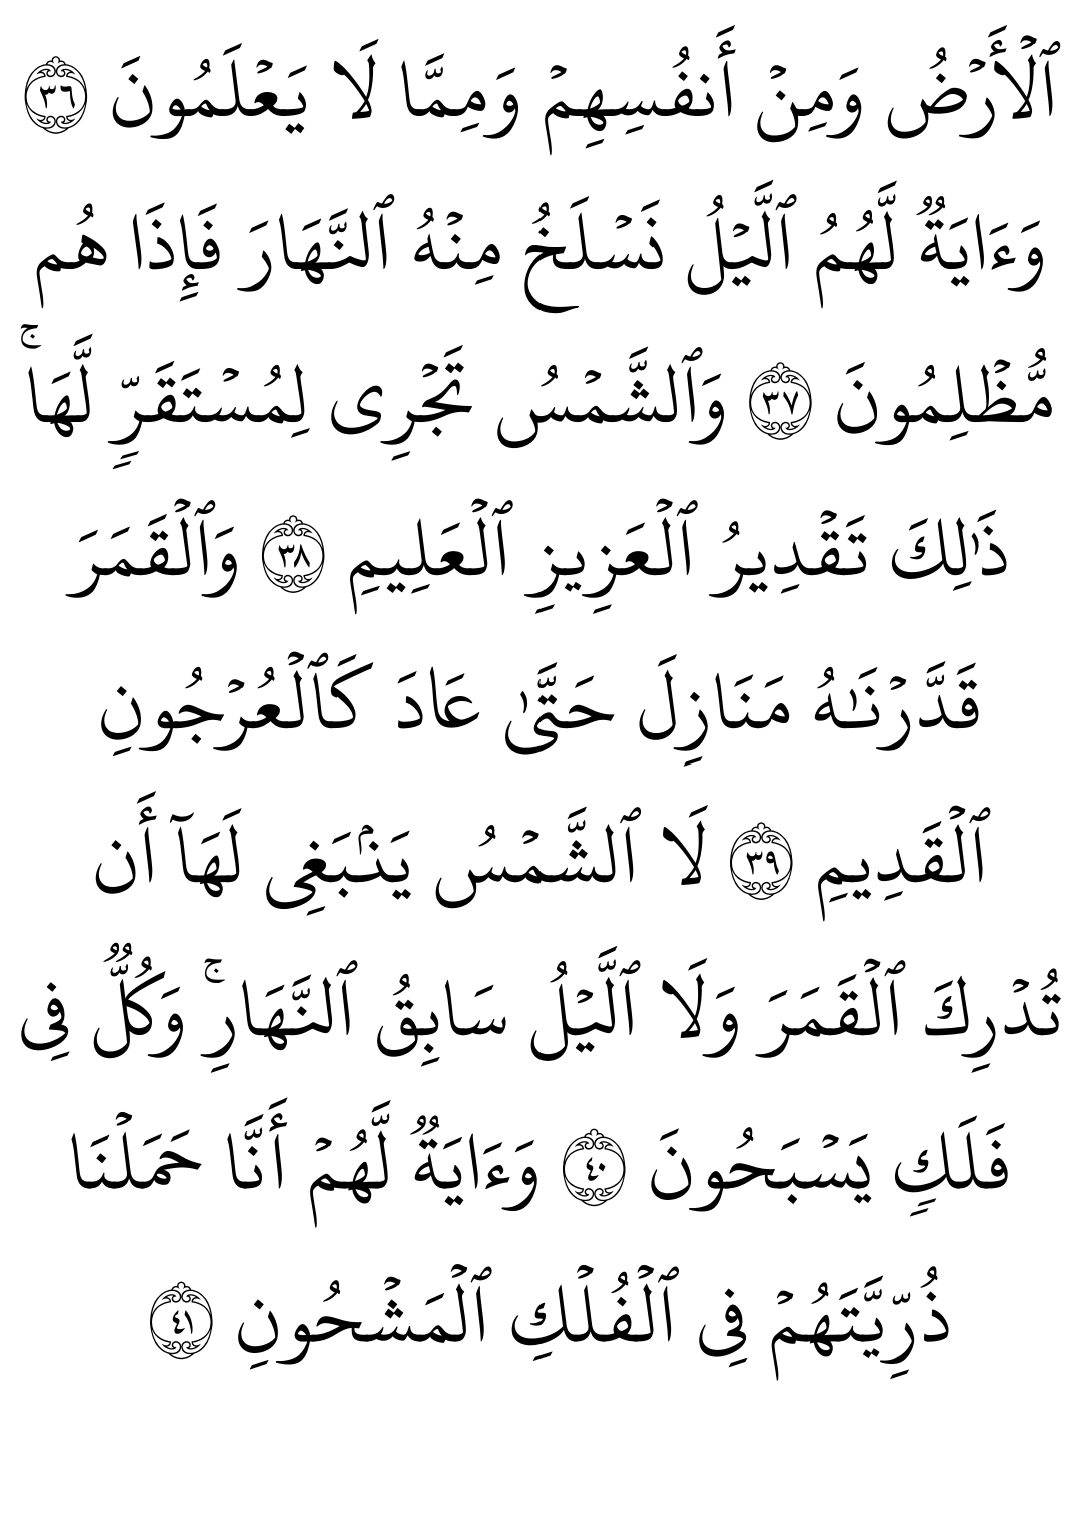 ٱلۡأَرۡضُ وَمِنۡ أَنفُسِهِمۡ وَمِمَّا لَا يَعۡلَمُونَ ٣٦
وَءَايَةٌ لَّهُمُ ٱلَّيۡلُ نَسۡلَخُ مِنۡهُ ٱلنَّهَارَ فَإِذَا هُم
مُّظۡلِمُونَ ٣٧ وَٱلشَّمۡسُ تَجۡرِى لِمُسۡتَقَرٍّ لَّهَاۚ
ذَٰلِكَ تَقۡدِيرُ ٱلۡعَزِيزِ ٱلۡعَلِيمِ ٣٨ وَٱلۡقَمَرَ
قَدَّرۡنَٰهُ مَنَازِلَ حَتَّىٰ عَادَ كَٱلۡعُرۡجُونِ
ٱلۡقَدِيمِ ٣٩ لَا ٱلشَّمۡسُ يَنۢبَغِى لَهَآ أَن
تُدۡرِكَ ٱلۡقَمَرَ وَلَا ٱلَّيۡلُ سَابِقُ ٱلنَّهَارِۚ وَكُلٌّ فِى
فَلَكٍ يَسۡبَحُونَ ٤٠ وَءَايَةٌ لَّهُمۡ أَنَّا حَمَلۡنَا
ذُرِّيَّتَهُمۡ فِى ٱلۡفُلۡكِ ٱلۡمَشۡحُونِ ٤١